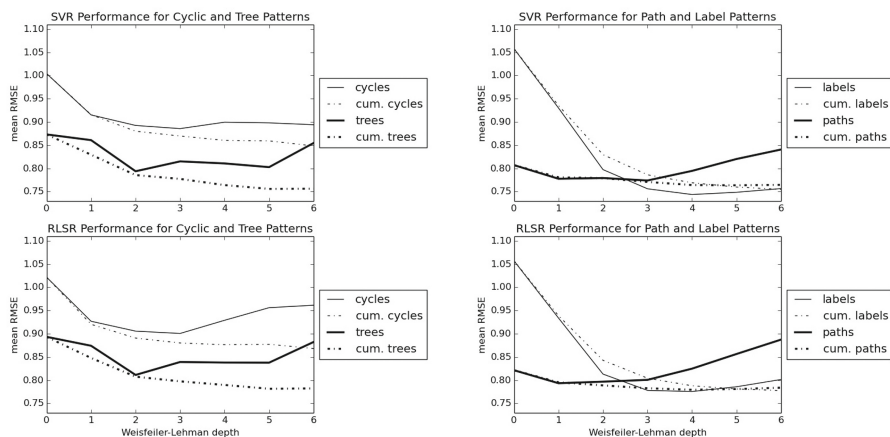 SVR Performance for Cyclic and Tree Patterns
1.10
1.05
1.00
0.95
0.90
0.85
0.80
0.75
mean RMSE
0 1 2 3 4 5 6
cycles
cum. cycles
trees
cum. trees
SVR Performance for Path and Label Patterns
1.10
1.05
1.00
0.95
0.90
0.85
0.80
0.75
mean RMSE
0 1 2 3 4 5 6
labels
cum. labels
paths
cum. paths
RLSR Performance for Cyclic and Tree Patterns
1.10
1.05
1.00
0.95
0.90
0.85
0.80
0.75
mean RMSE
0 1 2 3 4 5 6
Weisfeiler-Lehman depth
cycles
cum. cycles
trees
cum. trees
RLSR Performance for Path and Label Patterns
1.10
1.05
1.00
0.95
0.90
0.85
0.80
0.75
mean RMSE
0 1 2 3 4 5 6
Weisfeiler-Lehman depth
labels
cum. labels
paths
cum. paths